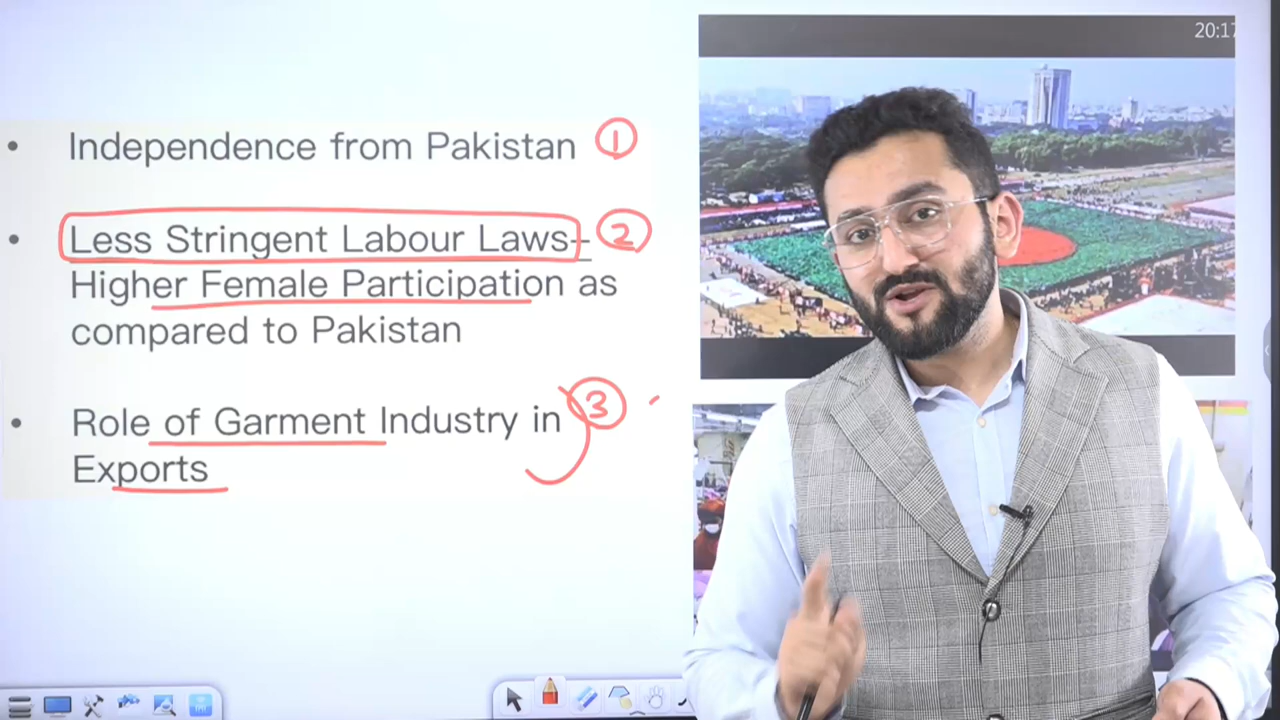 20:17
• Independence from Pakistan ①
• Less Stringent Labour Laws- ②
Higher Female Participation as
compared to Pakistan
• Role of Garment Industry in ③
Exports